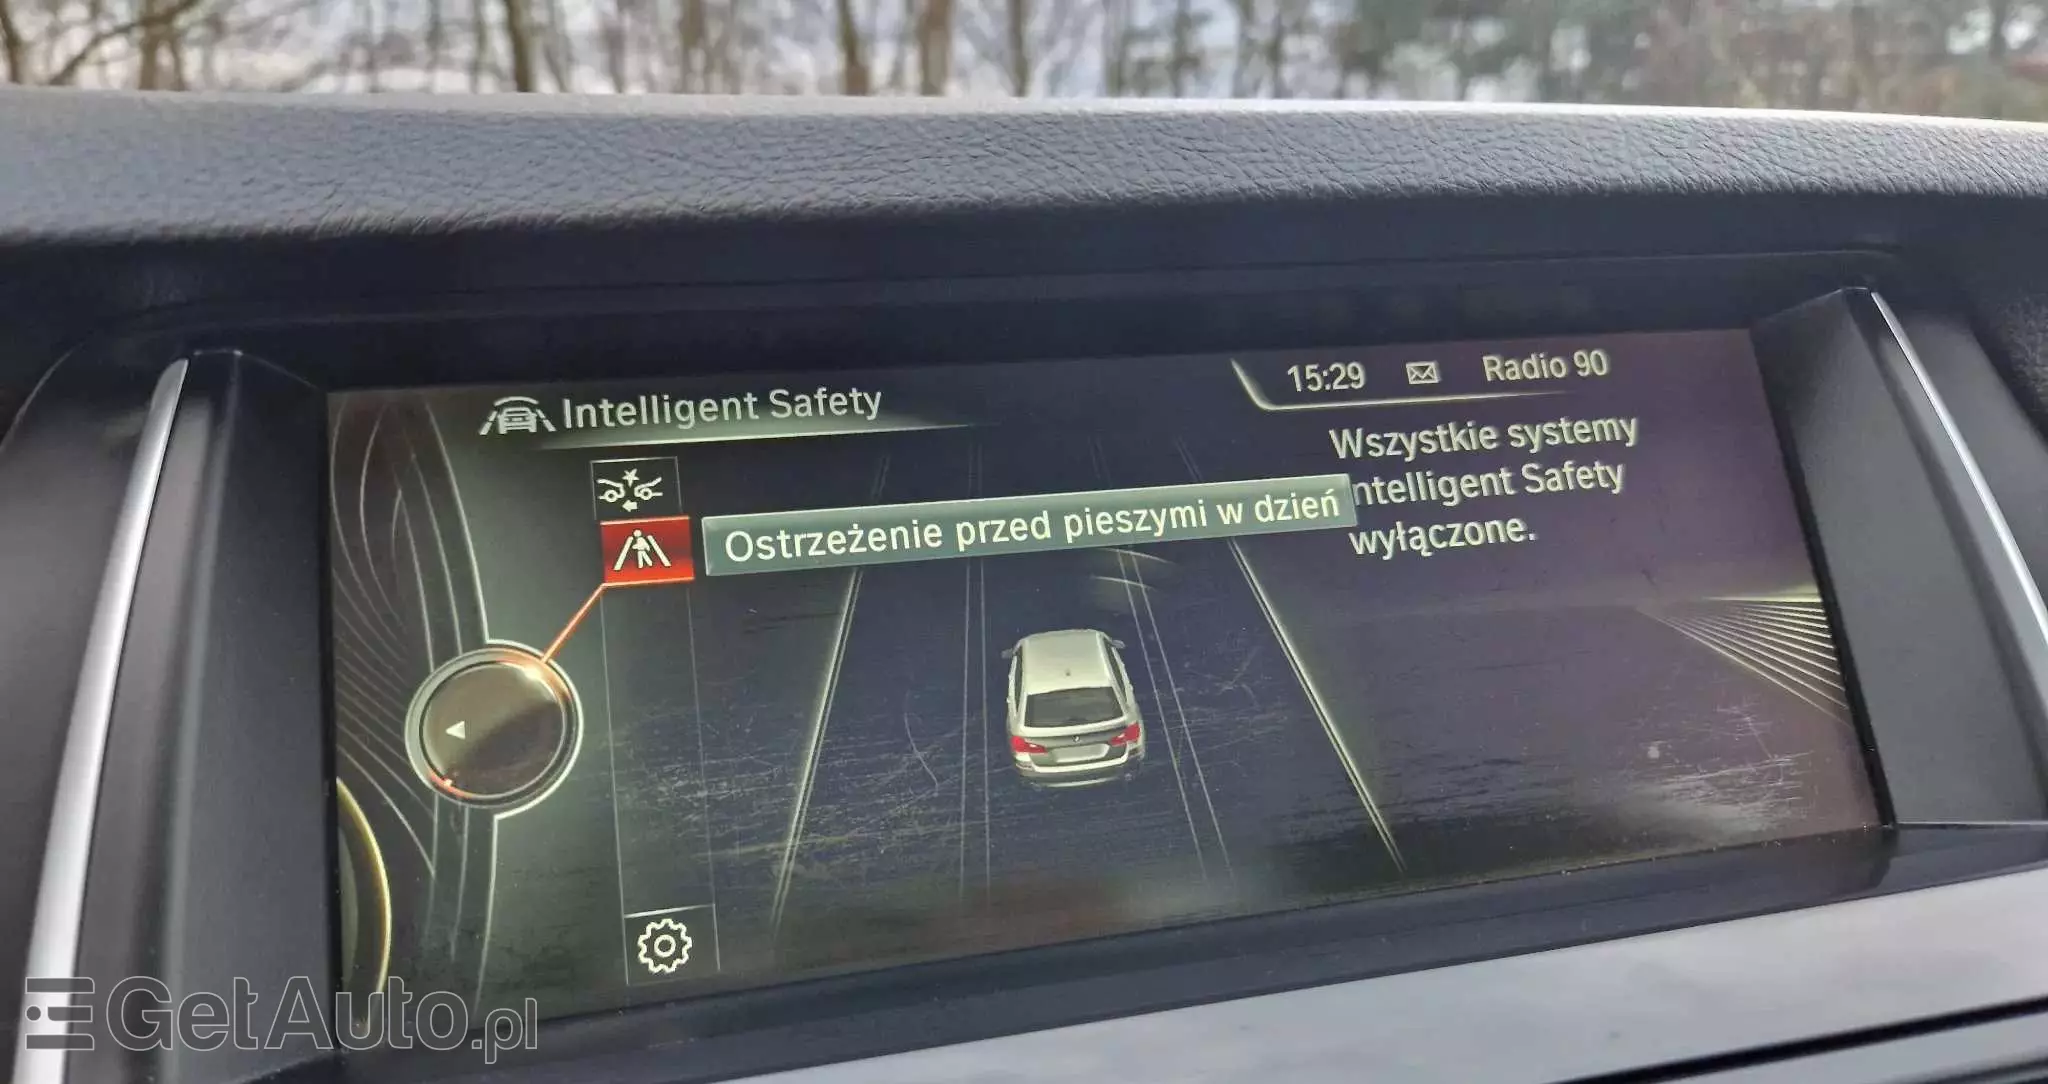 Intelligent Safety
15:29
Radio 90
Wszystkie systemy
ntelligent Safety
wyłączone.
Ostrzeżenie przed pieszymi w dzień
GetAuto.pl